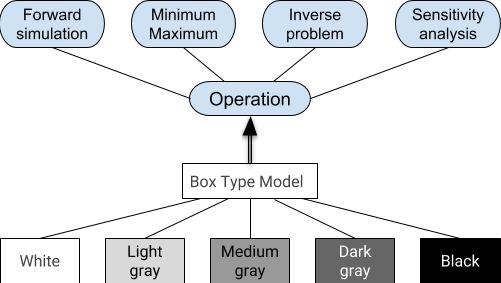 Forward
simulation
Minimum
Maximum
Inverse
problem
Sensitivity
analysis
Operation
Box Type Model
White
Light
gray
Medium
gray
Dark
gray
Black